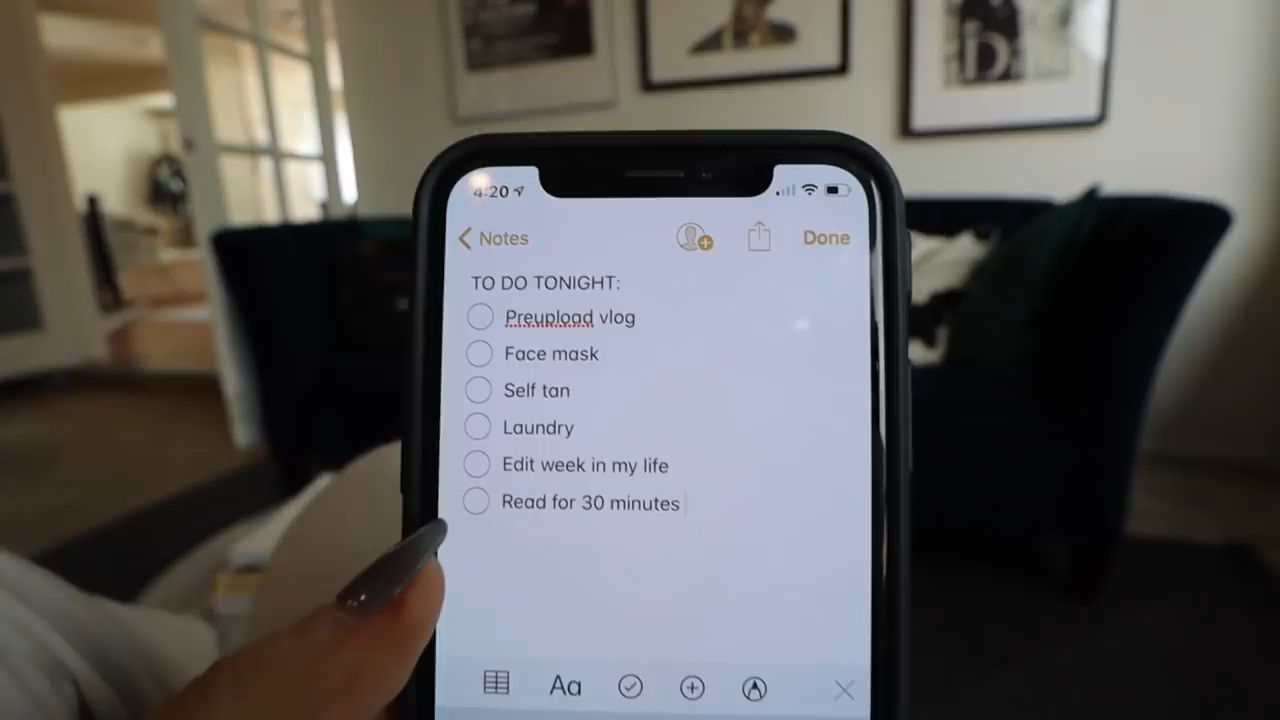 4:20
Notes
Done
TO DO TONIGHT:
Preupload vlog
Face mask
Self tan
Laundry
Edit week in my life
Read for 30 minutes
Aa